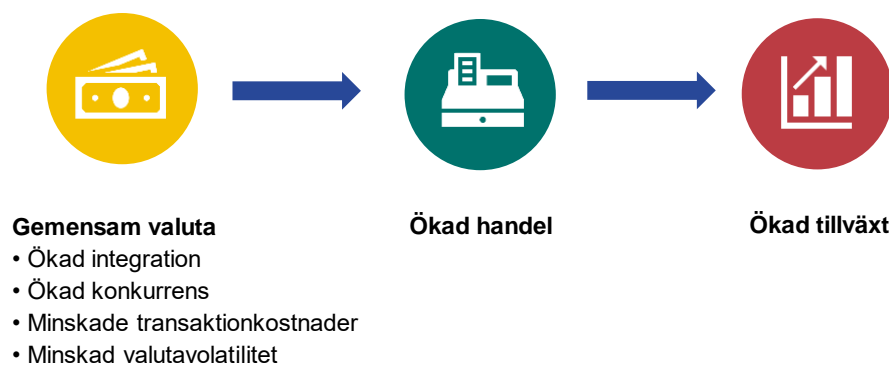 Gemensam valuta
• Ökad integration
• Ökad konkurrens
• Minskade transaktionkostnader
• Minskad valutavolatilitet
Ökad handel
Ökad tillväxt